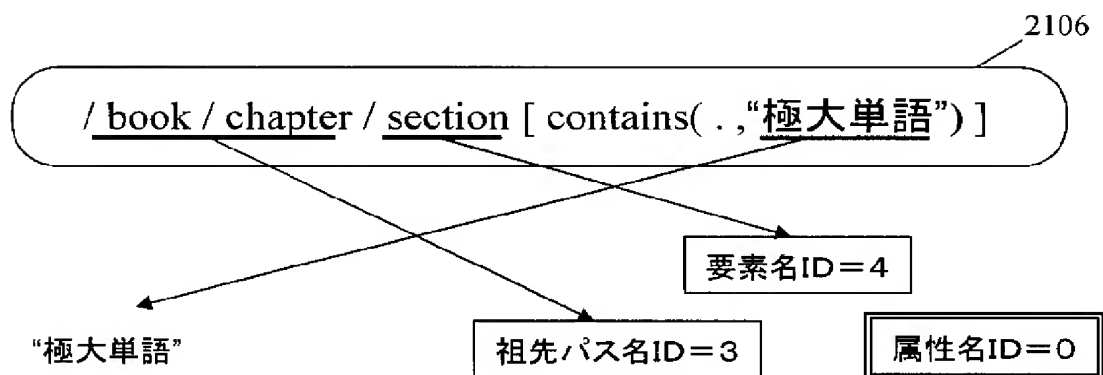 2106
/ book / chapter / section [ contains( . ,“極大単語”) ]
要素名ID＝4
“極大単語”
祖先パス名ID＝3
属性名ID＝0